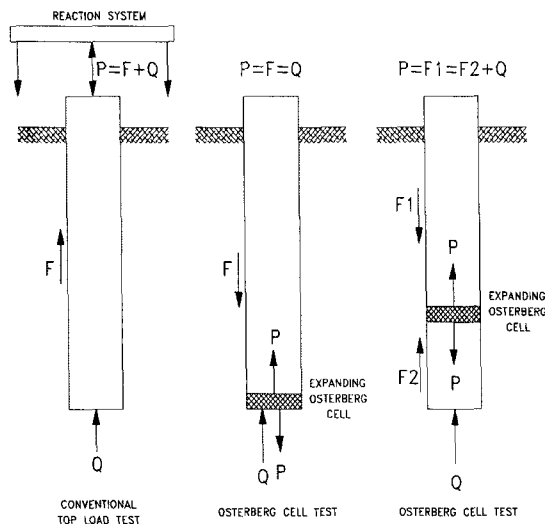 REACTION SYSTEM
P=F+Q
F
Q
CONVENTIONAL
TOP LOAD TEST
P=F=Q
F
P
EXPANDING
OSTERBERG
CELL
Q
P
OSTERBERG CELL TEST
P=F1=F2+Q
F1
P
EXPANDING
OSTERBERG
CELL
P
F2
Q
OSTERBERG CELL TEST